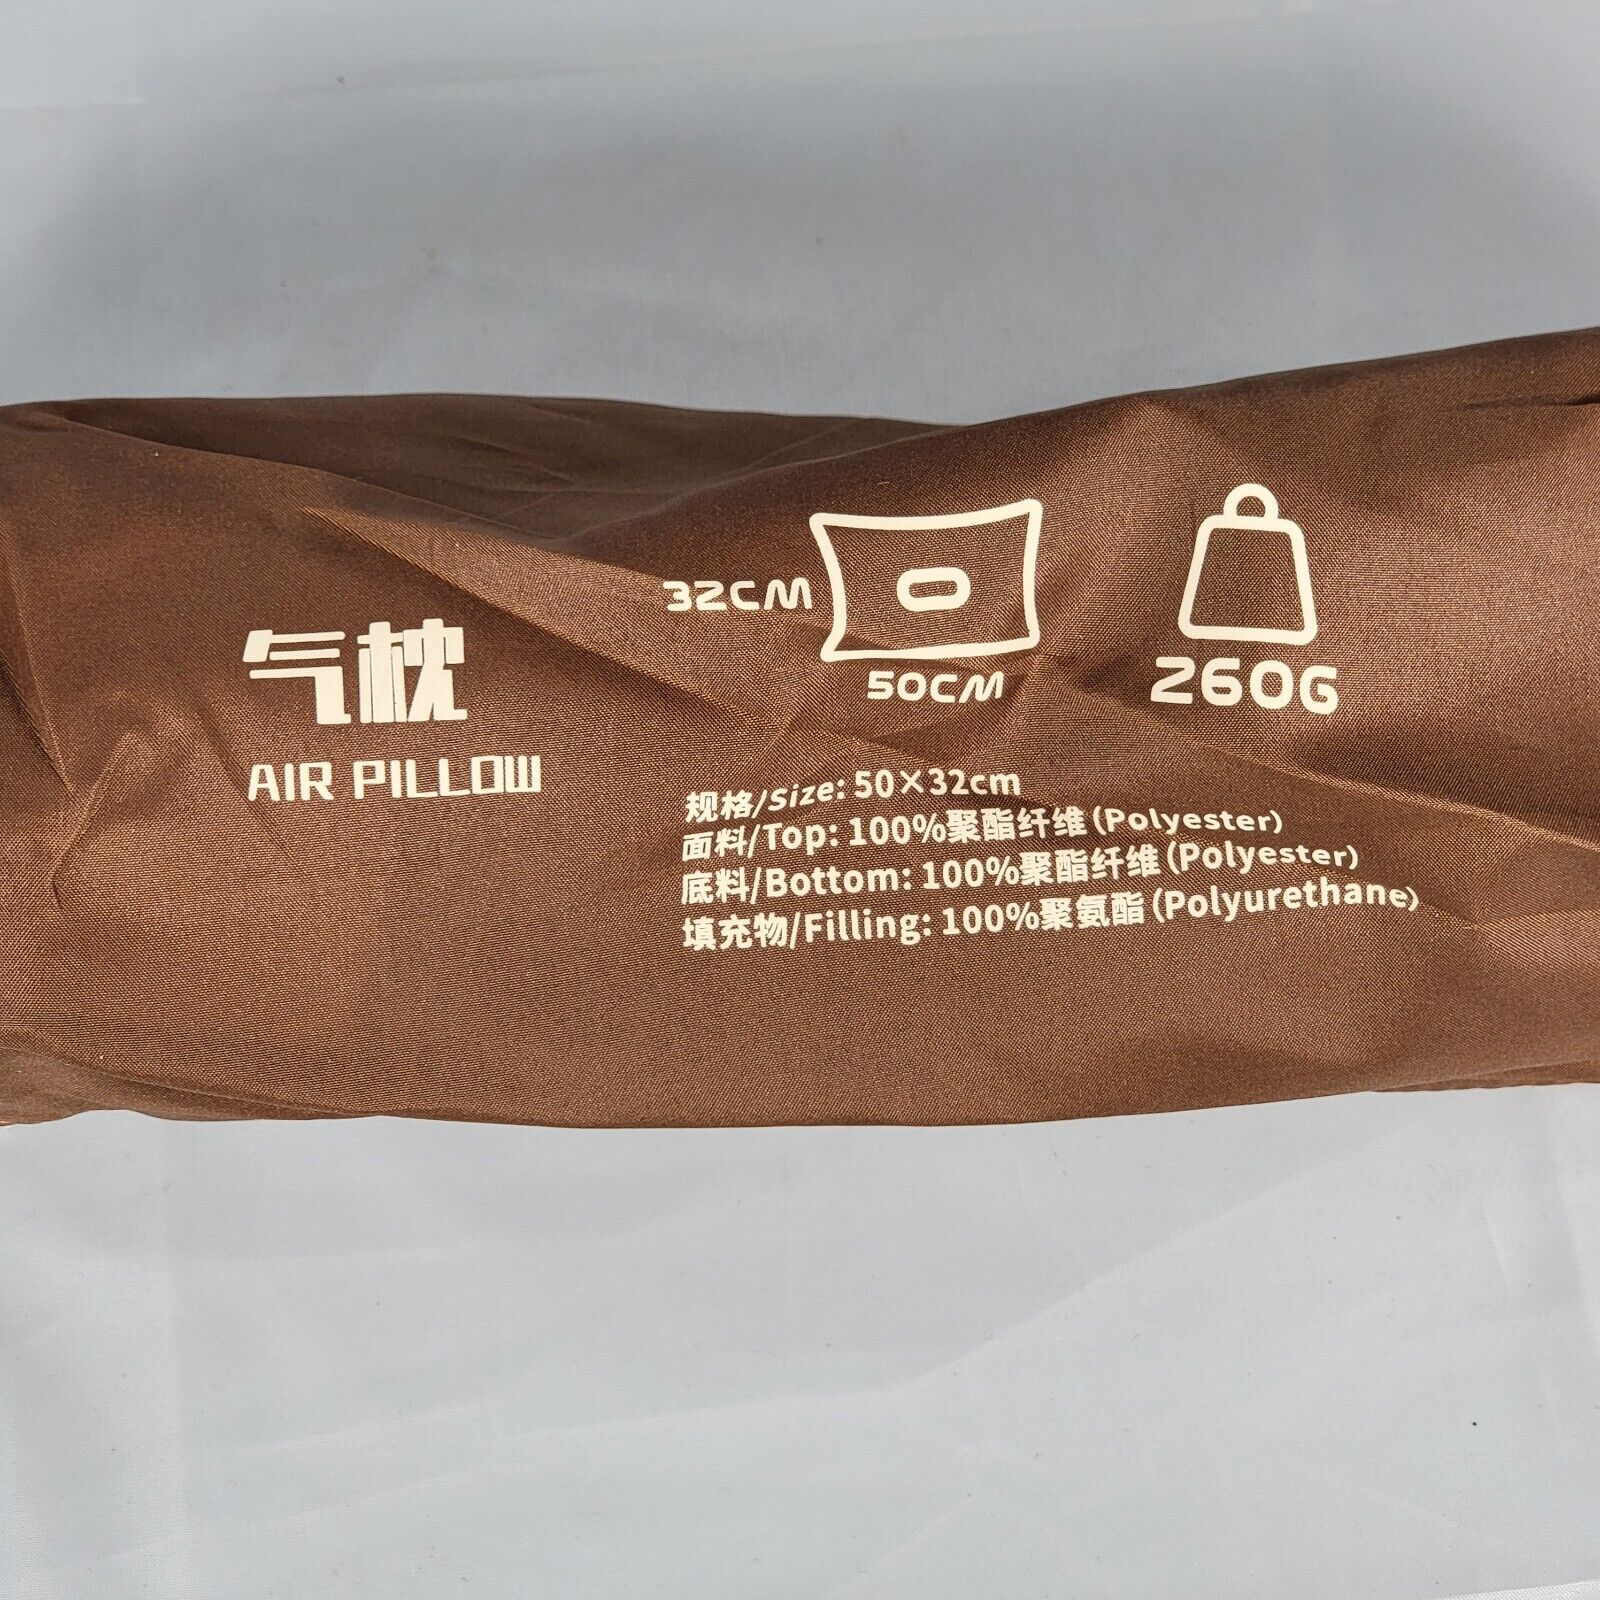 气枕
AIR PILLOW
32CM
50CM
260G
规格/Size: 50×32cm
面料/Top: 100%聚酯纤维(Polyester)
底料/Bottom: 100%聚酯纤维(Polyester)
填充物/Filling: 100%聚氨酯(Polyurethane)